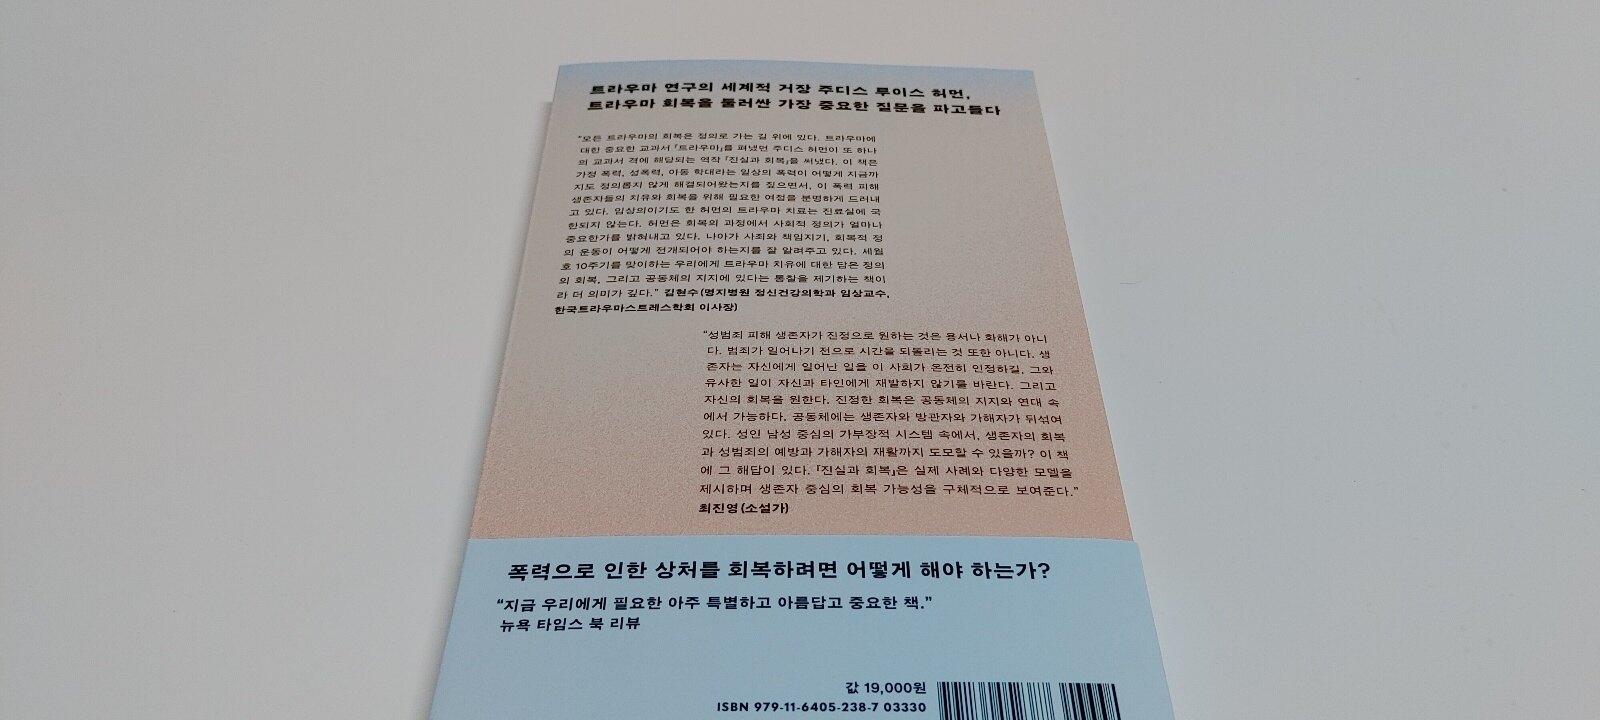 트라우마 연구의 세계적 거장 주디스 루이스 허먼,
트라우마 회복을 둘러싼 가장 중요한 질문을 파고들다
“모든 트라우마의 회복은 정의로 가는 길 위에 있다. 트라우마에
대한 중요한 교과서 『트라우마』를 펴냈던 주디스 허먼이 또 하나
의 교과서 격에 해당되는 역작 『진실과 회복』을 써냈다. 이 책은
가정 폭력, 성폭력, 아동 학대라는 일상의 폭력이 어떻게 지금까
지도 정의롭지 않게 해결되어왔는지를 짚으면서, 이 폭력 피해
생존자들의 치유와 회복을 위해 필요한 여정을 분명하게 드러내
고 있다. 임상의이기도 한 허먼의 트라우마 치료는 진료실에 국
한되지 않는다. 허먼은 회복의 과정에서 사회적 정의가 얼마나
중요한가를 밝혀내고 있다. 나아가 사죄와 책임지기, 회복적 정
의 운동이 어떻게 전개되어야 하는지를 잘 알려주고 있다. 세월
호 10주기를 맞이하는 우리에게 트라우마 치유에 대한 답은 정의
의 회복, 그리고 공동체의 지지에 있다는 통찰을 제기하는 책이
라 더 의미가 깊다.” 김현수(명지병원 정신건강의학과 임상교수,
한국트라우마스트레스학회 이사장)
“성범죄 피해 생존자가 진정으로 원하는 것은 용서나 화해가 아니
다. 범죄가 일어나기 전으로 시간을 되돌리는 것 또한 아니다. 생
존자는 자신에게 일어난 일을 이 사회가 온전히 인정하길, 그와
유사한 일이 자신과 타인에게 재발하지 않기를 바란다. 그리고
자신의 회복을 원한다. 진정한 회복은 공동체의 지지와 연대 속
에서 가능하다. 공동체에는 생존자와 방관자와 가해자가 뒤섞여
있다. 성인 남성 중심의 가부장적 시스템 속에서, 생존자의 회복
과 성범죄의 예방과 가해자의 재활까지 도모할 수 있을까? 이 책
에 그 해답이 있다. 『진실과 회복』은 실제 사례와 다양한 모델을
제시하며 생존자 중심의 회복 가능성을 구체적으로 보여준다.”
최진영(소설가)
폭력으로 인한 상처를 회복하려면 어떻게 해야 하는가?
“지금 우리에게 필요한 아주 특별하고 아름답고 중요한 책.”
뉴욕 타임스 북 리뷰
값 19,000원
ISBN 979-11-6405-238-7 03330